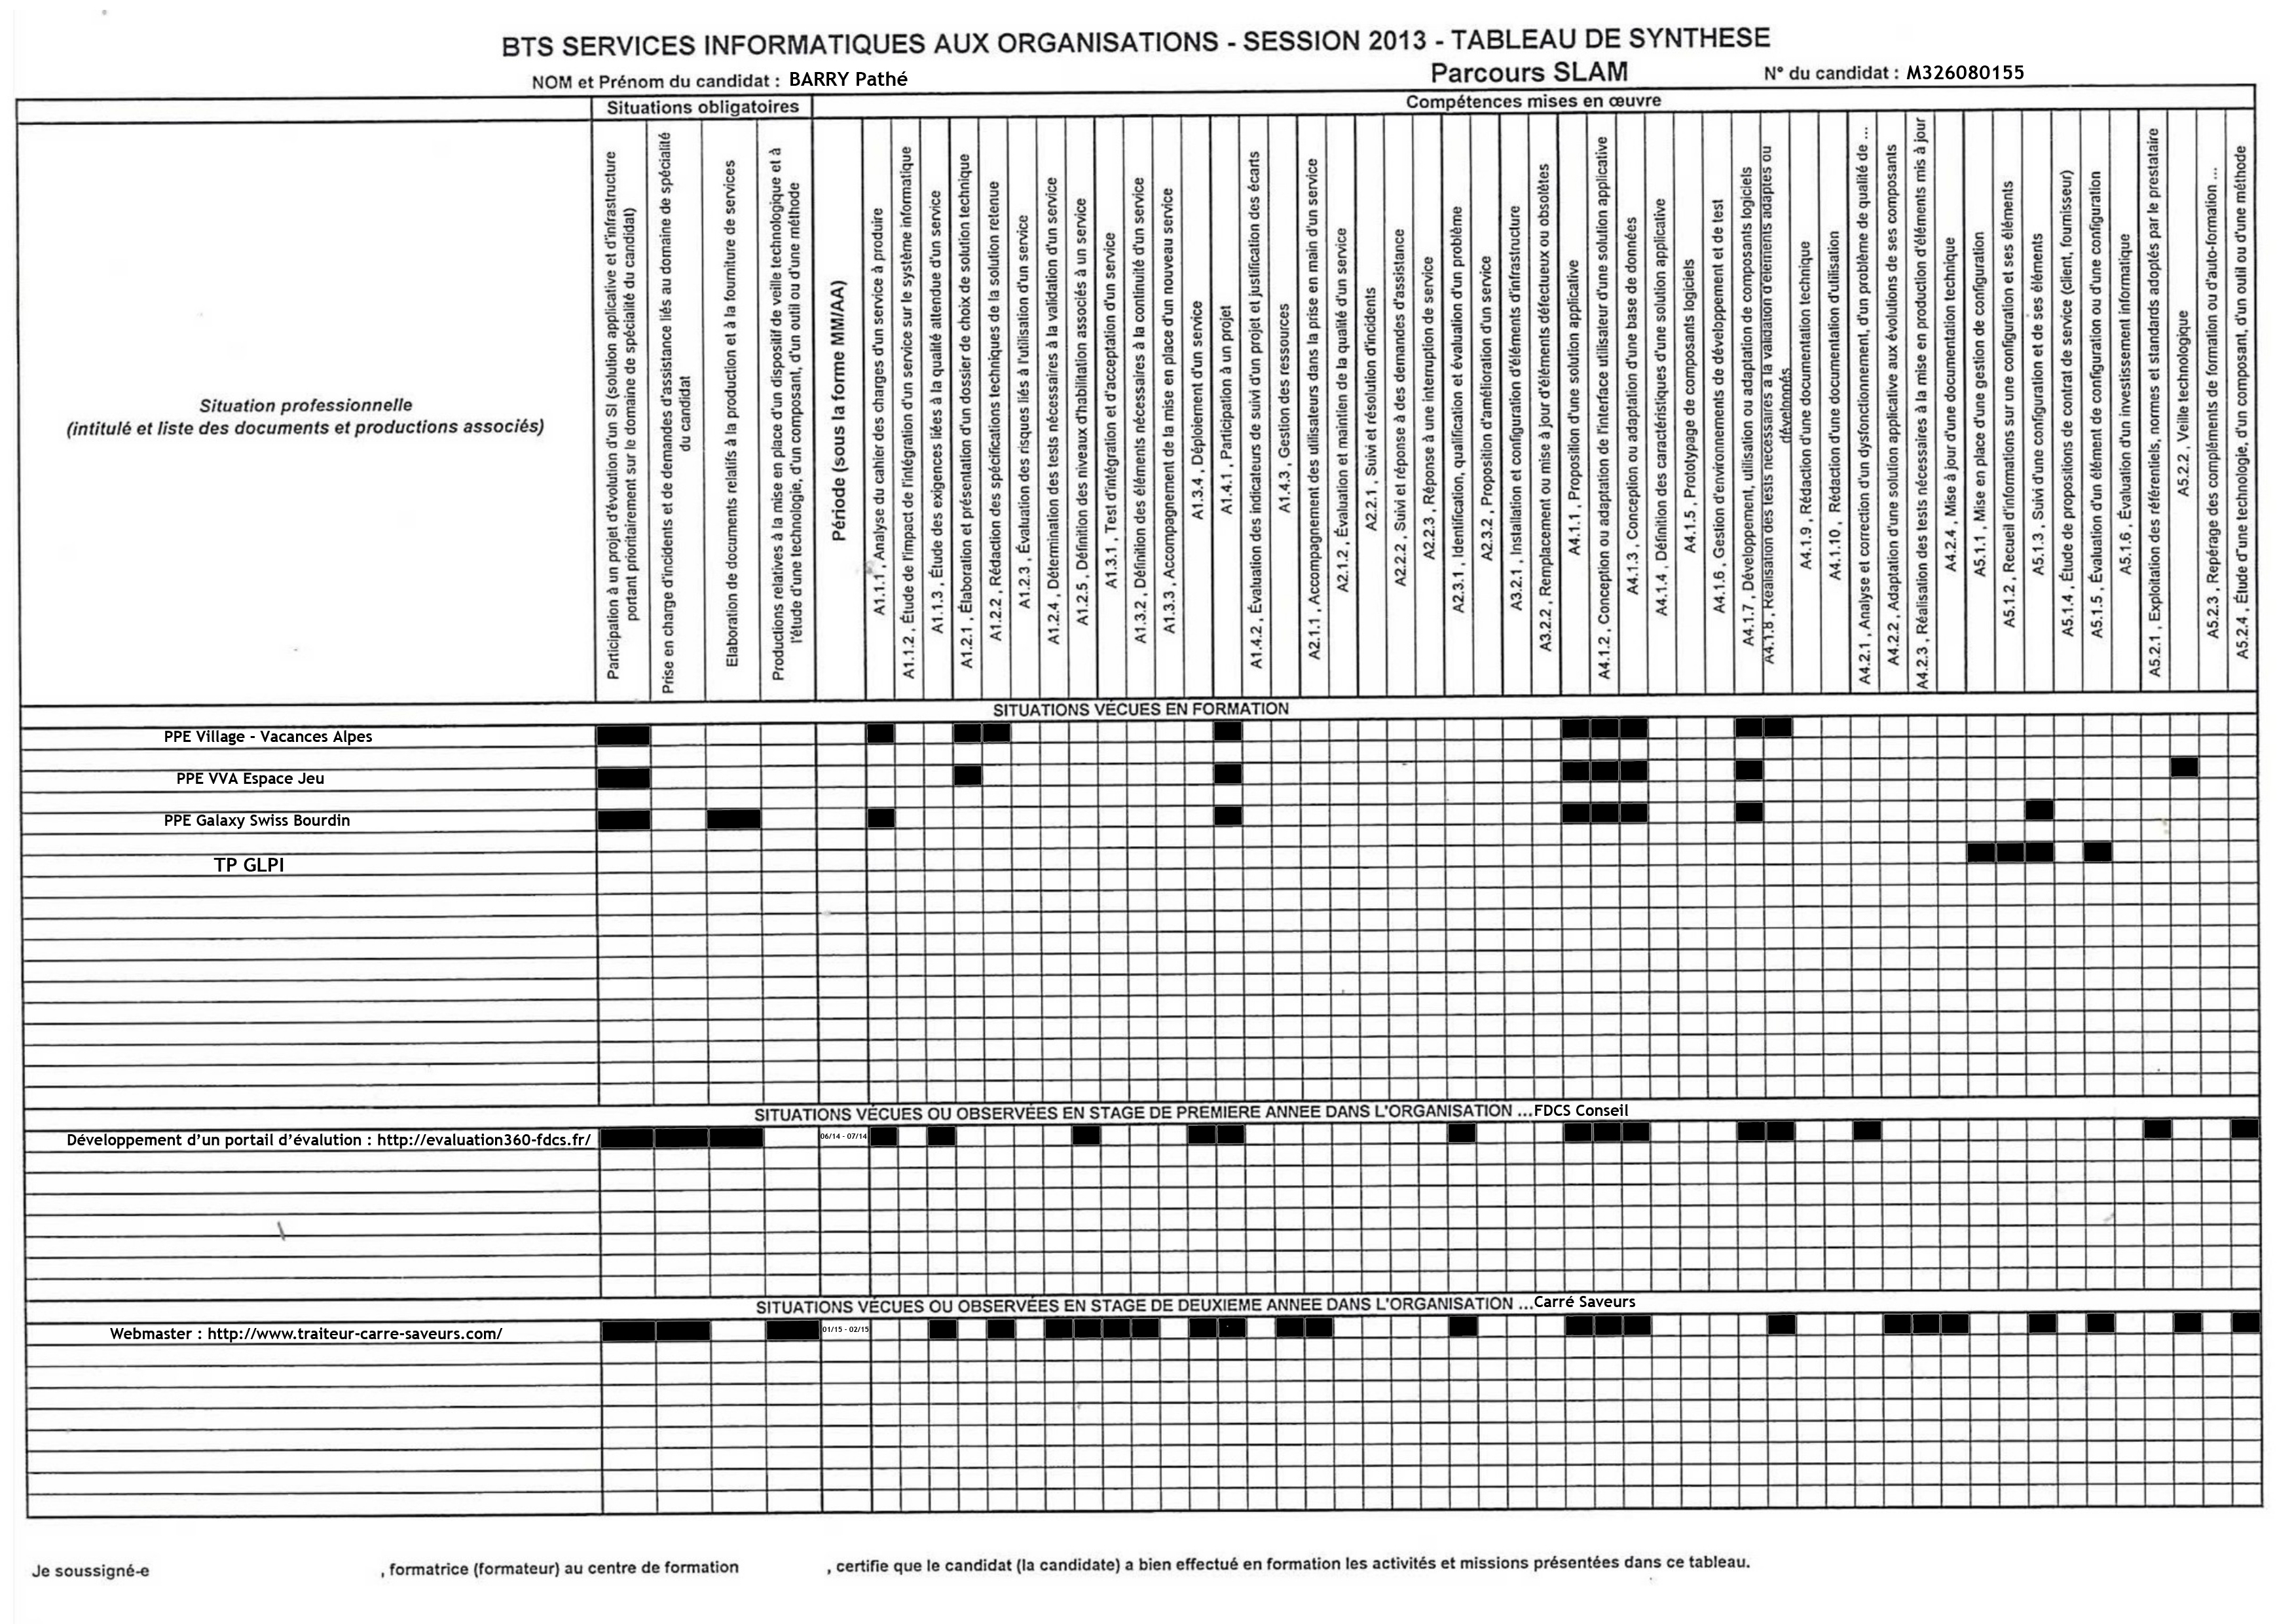 BTS SERVICES INFORMATIQUES AUX ORGANISATIONS - SESSION 2013 - TABLEAU DE SYNTHESE
NOM et Prénom du candidat : BARRY Pathé
Parcours SLAM
N° du candidat : M326080155
Situations obligatoires
Compétences mises en œuvre
Situation professionnelle
(intitulé et liste des documents et productions associés)
Participation à un projet d'évolution d'un SI (solution applicative et d'infrastructure
portant prioritairement sur le domaine de spécialité du candidat)
Prise en charge d'incidents et de demandes d'assistance liés au domaine de spécialité
du candidat
Elaboration de documents relatifs à la production et à la fourniture de services
Productions relatives à la mise en place d'un dispositif de veille technologique et à
l'étude d'une technologie, d'un composant, d'un outil ou d'une méthode
Période (sous la forme MM/AA)
A1.1.1 , Analyse du cahier des charges d'un service à produire
A1.1.2 , Étude de l'impact de l'intégration d'un service sur le système informatique
A1.1.3 , Étude des exigences liées à la qualité attendue d'un service
A1.2.1 , Élaboration et présentation d'un dossier de choix de solution technique
A1.2.2 , Rédaction des spécifications techniques de la solution retenue
A1.2.3 , Évaluation des risques liés à l'utilisation d'un service
A1.2.4 , Détermination des tests nécessaires à la validation d'un service
A1.2.5 , Définition des niveaux d'habilitation associés à un service
A1.3.1 , Test d'intégration et d'acceptation d'un service
A1.3.2 , Définition des éléments nécessaires à la continuité d'un service
A1.3.3 , Accompagnement de la mise en place d'un nouveau service
A1.3.4 , Déploiement d'un service
A1.4.1 , Participation à un projet
A1.4.2 , Évaluation des indicateurs de suivi d'un projet et justification des écarts
A1.4.3 , Gestion des ressources
A2.1.1 , Accompagnement des utilisateurs dans la prise en main d'un service
A2.1.2 , Évaluation et maintien de la qualité d'un service
A2.2.1 , Suivi et résolution d'incidents
A2.2.2 , Suivi et réponse à des demandes d'assistance
A2.2.3 , Réponse à une interruption de service
A2.3.1 , Identification, qualification et évaluation d'un problème
A2.3.2 , Proposition d'amélioration d'un service
A3.2.1 , Installation et configuration d'éléments d'infrastructure
A3.2.2 , Remplacement ou mise à jour d'éléments défectueux ou obsolètes
A4.1.1 , Proposition d'une solution applicative
A4.1.2 , Conception ou adaptation de l'interface utilisateur d'une solution applicative
A4.1.3 , Conception ou adaptation d'une base de données
A4.1.4 , Définition des caractéristiques d'une solution applicative
A4.1.5 , Prototypage de composants logiciels
A4.1.6 , Gestion d'environnements de développement et de test
A4.1.7 , Développement, utilisation ou adaptation de composants logiciels
A4.1.8 , Réalisation des tests nécessaires à la validation d'éléments adaptés ou
développés
A4.1.9 , Rédaction d'une documentation technique
A4.1.10 , Rédaction d'une documentation d'utilisation
A4.2.1 , Analyse et correction d'un dysfonctionnement, d'un problème de qualité de ...
A4.2.2 , Adaptation d'une solution applicative aux évolutions de ses composants
A4.2.3 , Réalisation des tests nécessaires à la mise en production d'éléments mis à jour
A4.2.4 , Mise à jour d'une documentation technique
A5.1.1 , Mise en place d'une gestion de configuration
A5.1.2 , Recueil d'informations sur une configuration et ses éléments
A5.1.3 , Suivi d'une configuration et de ses éléments
A5.1.4 , Étude de propositions de contrat de service (client, fournisseur)
A5.1.5 , Évaluation d'un élément de configuration ou d'une configuration
A5.1.6 , Évaluation d'un investissement informatique
A5.2.1 , Exploitation des référentiels, normes et standards adoptés par le prestataire
A5.2.2 , Veille technologique
A5.2.3 , Repérage des compléments de formation ou d'auto-formation ...
A5.2.4 , Étude d'une technologie, d'un composant, d'un outil ou d'une méthode
SITUATIONS VÉCUES EN FORMATION
PPE Village - Vacances Alpes
PPE VVA Espace Jeu
PPE Galaxy Swiss Bourdin
TP GLPI
SITUATIONS VÉCUES OU OBSERVÉES EN STAGE DE PREMIERE ANNEE DANS L'ORGANISATION ...FDCS Conseil
Développement d'un portail d'évalution : http://evaluation360-fdcs.fr/
06/14 - 07/14
SITUATIONS VÉCUES OU OBSERVÉES EN STAGE DE DEUXIEME ANNEE DANS L'ORGANISATION ...Carré Saveurs
Webmaster : http://www.traiteur-carre-saveurs.com/
01/15 - 02/15
Je soussigné-e , formatrice (formateur) au centre de formation , certifie que le candidat (la candidate) a bien effectué en formation les activités et missions présentées dans ce tableau.